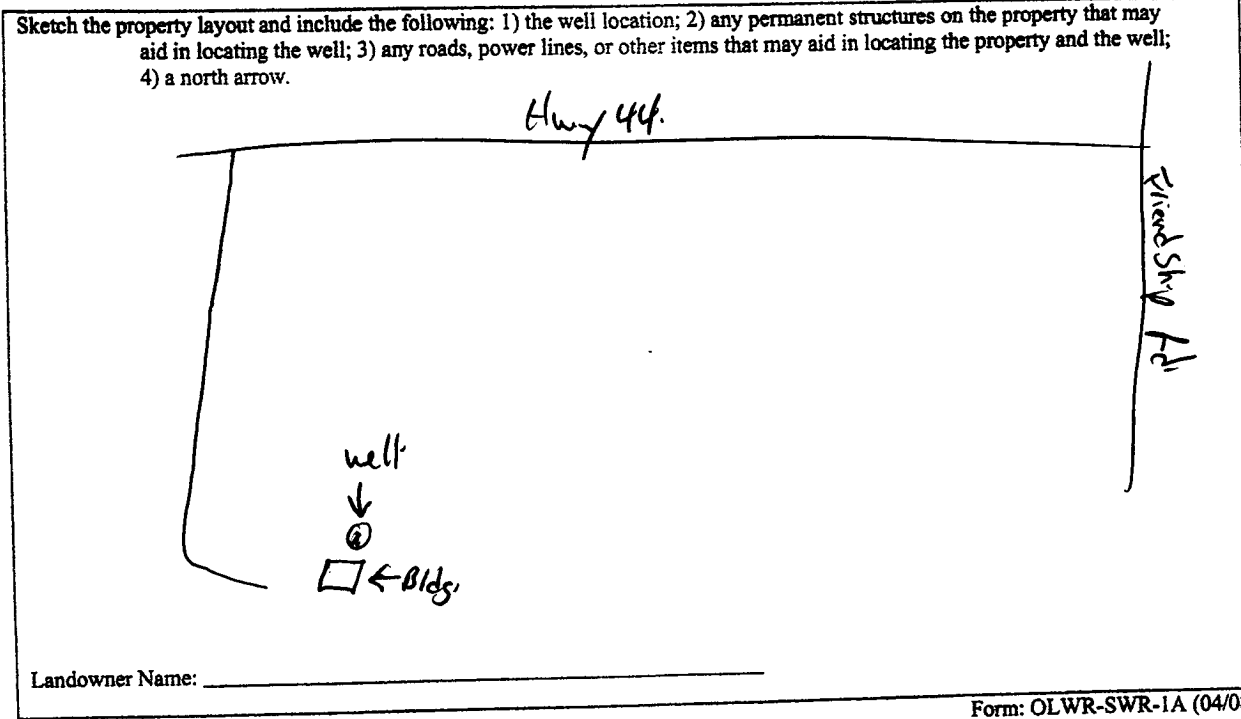 Sketch the property layout and include the following: 1) the well location; 2) any permanent structures on the property that may
aid in locating the well; 3) any roads, power lines, or other items that may aid in locating the property and the well;
4) a north arrow.
Hwy 44.
Friendship Rd
well
←Bldg.
Landowner Name:
Form: OLWR-SWR-1A (04/0